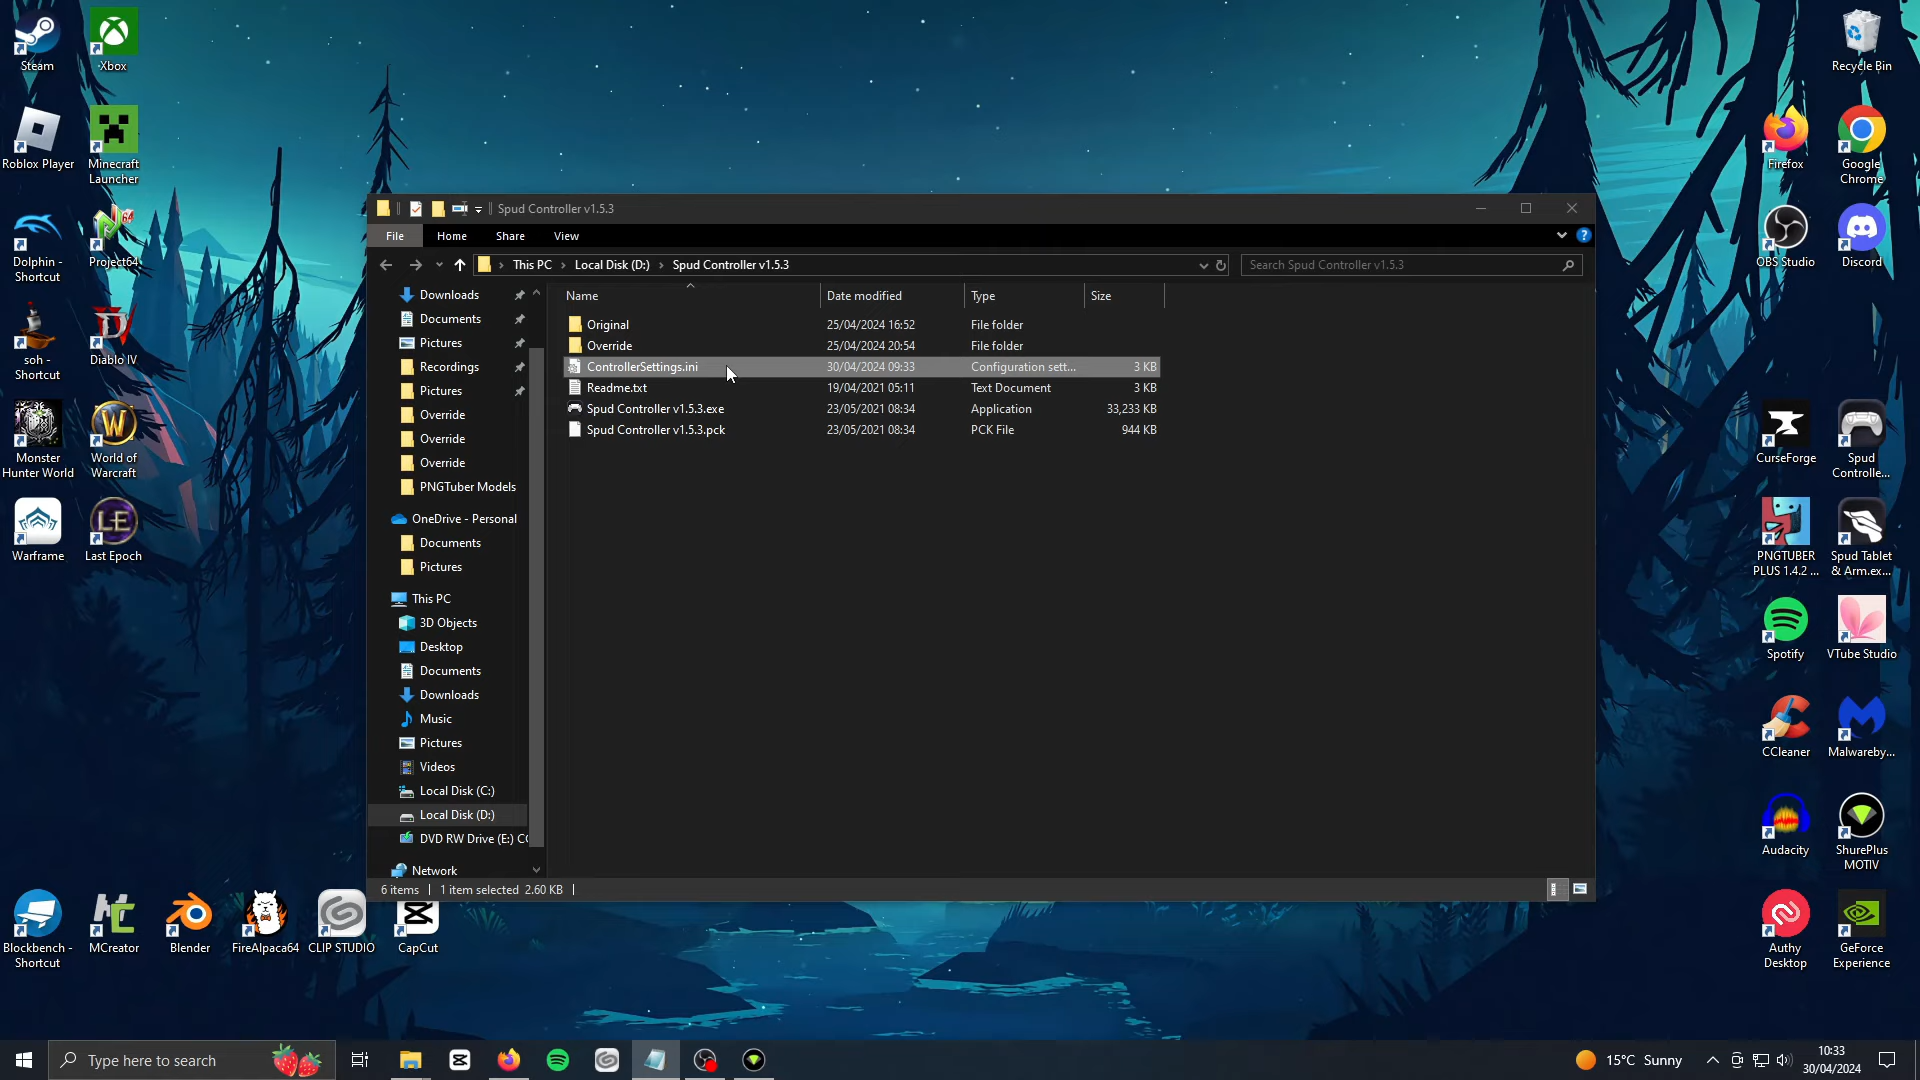 Steam
Xbox
Recycle Bin
Roblox Player
Minecraft
Launcher
Firefox
Google
Chrome
Dolphin -
Shortcut
Project64
OBS Studio
Discord
soh -
Shortcut
Diablo IV
Monster
Hunter World
World of
Warcraft
CurseForge
Spud
Controlle...
Warframe
Last Epoch
PNGTUBER
PLUS 1.4.2 ...
Spud Tablet
& Arm.ex...
Spotify
VTube Studio
CCleaner
Malwareby...
Audacity
ShurePlus
MOTIV
Blockbench -
Shortcut
MCreator
Blender
FireAlpaca64
CLIP STUDIO
CapCut
Authy
Desktop
GeForce
Experience
Spud Controller v1.5.3
File Home Share View
This PC Local Disk (D:) Spud Controller v1.5.3
Search Spud Controller v1.5.3
Downloads
Documents
Pictures
Recordings
Pictures
Override
Override
Override
PNGTuber Models
OneDrive - Personal
Documents
Pictures
This PC
3D Objects
Desktop
Documents
Downloads
Music
Pictures
Videos
Local Disk (C:)
Local Disk (D:)
DVD RW Drive (E:)
Network
Name Date modified Type Size
Original 25/04/2024 16:52 File folder
Override 25/04/2024 20:54 File folder
ControllerSettings.ini 30/04/2024 09:33 Configuration sett... 3 KB
Readme.txt 19/04/2021 05:11 Text Document 3 KB
Spud Controller v1.5.3.exe 23/05/2021 08:34 Application 33,233 KB
Spud Controller v1.5.3.pck 23/05/2021 08:34 PCK File 944 KB
6 items 1 item selected 2.60 KB
Type here to search
15°C Sunny
10:33
30/04/2024